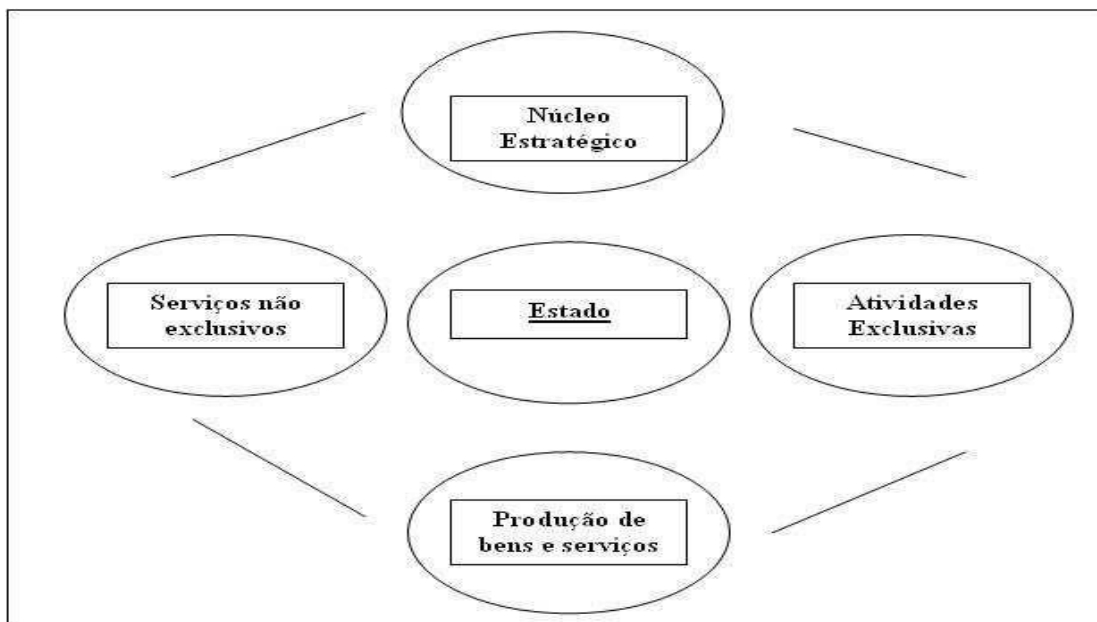 Núcleo
Estratégico
Serviços não
exclusivos
Estado
Atividades
Exclusivas
Produção de
bens e serviços